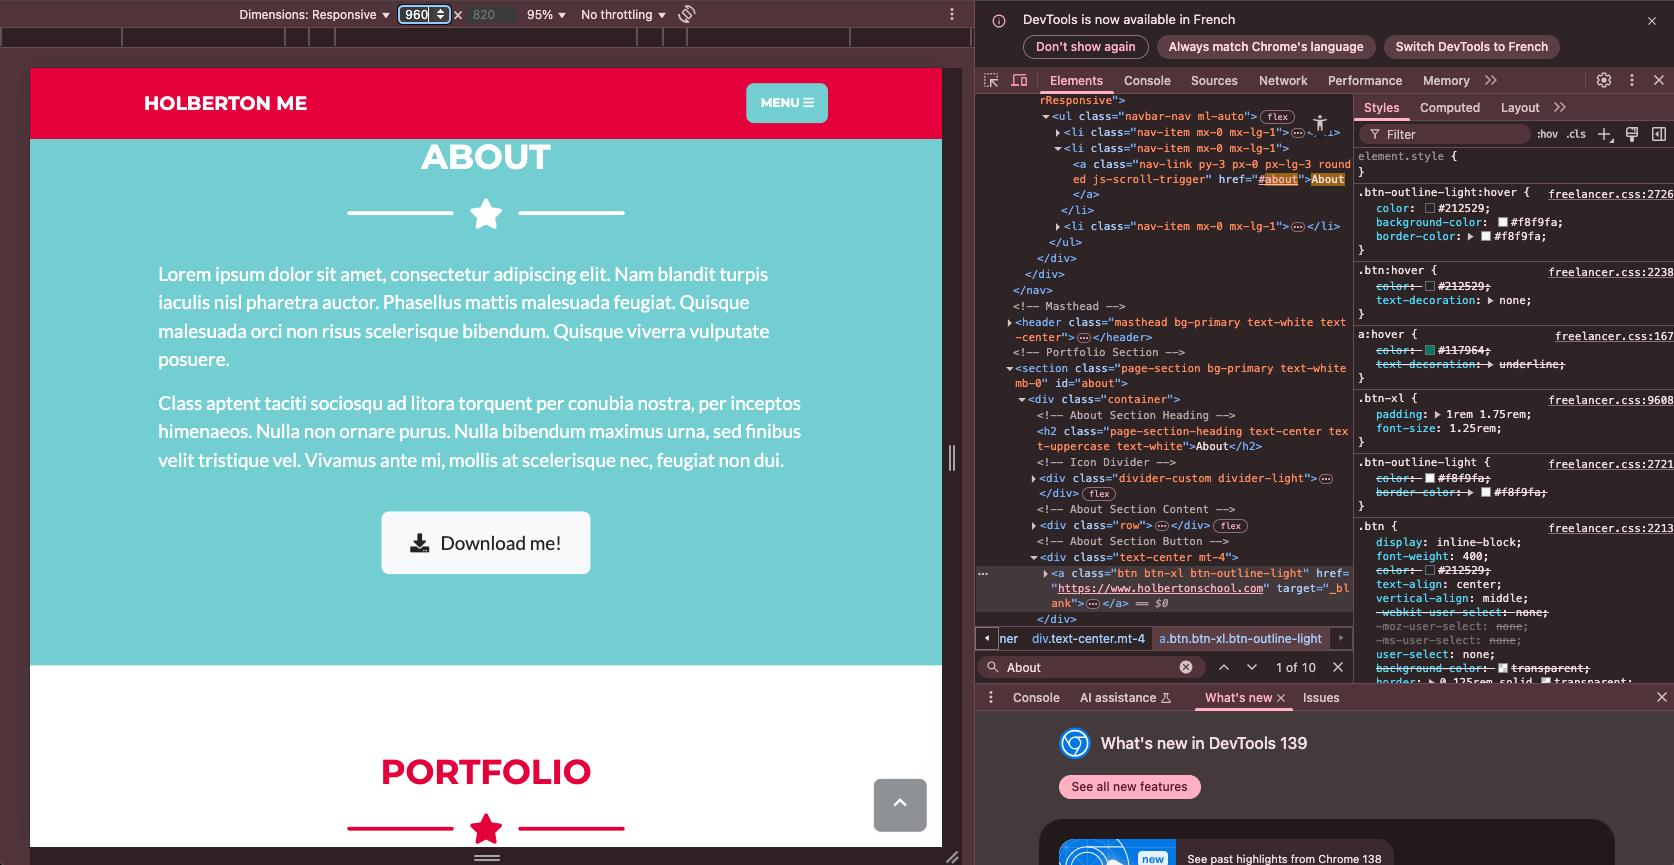 Dimensions: Responsive ▼ 960 × 820 95% ▼ No throttling ▼
HOLBERTON ME
MENU ☰
ABOUT
Lorem ipsum dolor sit amet, consectetur adipiscing elit. Nam blandit turpis
iaculis nisl pharetra auctor. Phasellus mattis malesuada feugiat. Quisque
malesuada orci non risus scelerisque bibendum. Quisque viverra vulputate
posuere.
Class aptent taciti sociosqu ad litora torquent per conubia nostra, per inceptos
himenaeos. Nulla non ornare purus. Nulla bibendum maximus urna, sed finibus
velit tristique vel. Vivamus ante mi, mollis at scelerisque nec, feugiat non dui.
Download me!
PORTFOLIO
DevTools is now available in French
Don't show again Always match Chrome's language Switch DevTools to French
Elements Console Sources Network Performance Memory
rResponsive">
<ul class="navbar-nav ml-auto"> flex
<li class="nav-item mx-0 mx-lg-1">…</li>
<li class="nav-item mx-0 mx-lg-1">
<a class="nav-link py-3 px-0 px-lg-3 round
ed js-scroll-trigger" href="#about">About
</a>
</li>
<li class="nav-item mx-0 mx-lg-1">…</li>
</ul>
</div>
</div>
</nav>
<!-- Masthead -->
<header class="masthead bg-primary text-white text
-center">…</header>
<!-- Portfolio Section -->
<section class="page-section bg-primary text-white
mb-0" id="about">
<div class="container">
<!-- About Section Heading -->
<h2 class="page-section-heading text-center tex
t-uppercase text-white">About</h2>
<!-- Icon Divider -->
<div class="divider-custom divider-light">…
</div> flex
<!-- About Section Content -->
<div class="row">…</div> flex
<!-- About Section Button -->
<div class="text-center mt-4">
<a class="btn btn-xl btn-outline-light" href=
"https://www.holbertonschool.com" target="_bl
ank">…</a> == $0
</div>
ner div.text-center.mt-4 a.btn.btn-xl.btn-outline-light
About 1 of 10
Styles Computed Layout
Filter :hov .cls
element.style {
}
.btn-outline-light:hover { freelancer.css:2726
color: #212529;
background-color: #f8f9fa;
border-color: #f8f9fa;
}
.btn:hover { freelancer.css:2238
color: #212529;
text-decoration: none;
}
a:hover { freelancer.css:167
color: #117964;
text-decoration: underline;
}
.btn-xl { freelancer.css:9608
padding: 1rem 1.75rem;
font-size: 1.25rem;
}
.btn-outline-light { freelancer.css:2721
color: #f8f9fa;
border-color: #f8f9fa;
}
.btn { freelancer.css:2213
display: inline-block;
font-weight: 400;
color: #212529;
text-align: center;
vertical-align: middle;
-webkit-user-select: none;
-moz-user-select: none;
-ms-user-select: none;
user-select: none;
background-color: transparent;
border: 0.125rem solid transparent;
Console AI assistance What's new Issues
What's new in DevTools 139
See all new features
new
See past highlights from Chrome 138